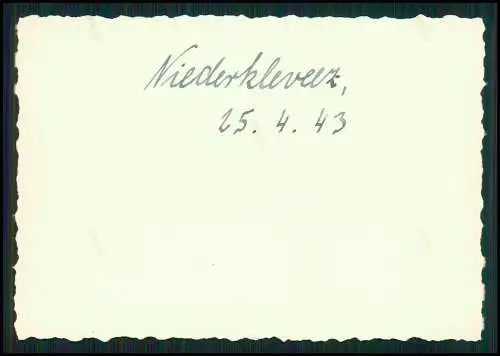 Niederkleveez,
25. 4. 43